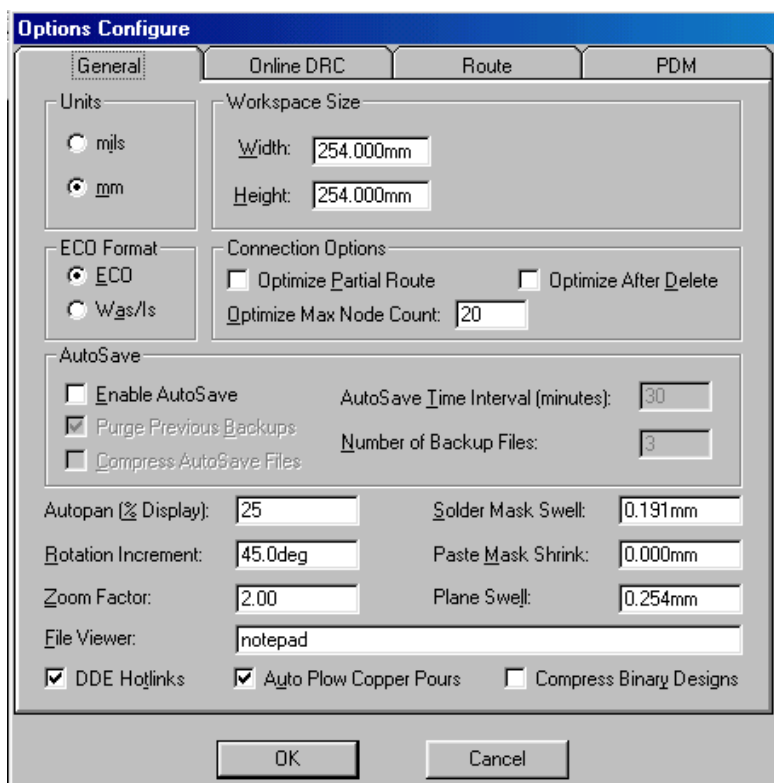 Options Configure
General Online DRC Route PDM
Units
mils
mm
Workspace Size
Width: 254.000mm
Height: 254.000mm
ECO Format
ECO
Was/Is
Connection Options
Optimize Partial Route Optimize After Delete
Optimize Max Node Count: 20
AutoSave
Enable AutoSave AutoSave Time Interval (minutes): 30
Purge Previous Backups Number of Backup Files: 3
Compress AutoSave Files
Autopan (% Display): 25 Solder Mask Swell: 0.191mm
Rotation Increment: 45.0deg Paste Mask Shrink: 0.000mm
Zoom Factor: 2.00 Plane Swell: 0.254mm
File Viewer: notepad
DDE Hotlinks Auto Plow Copper Pours Compress Binary Designs
OK Cancel